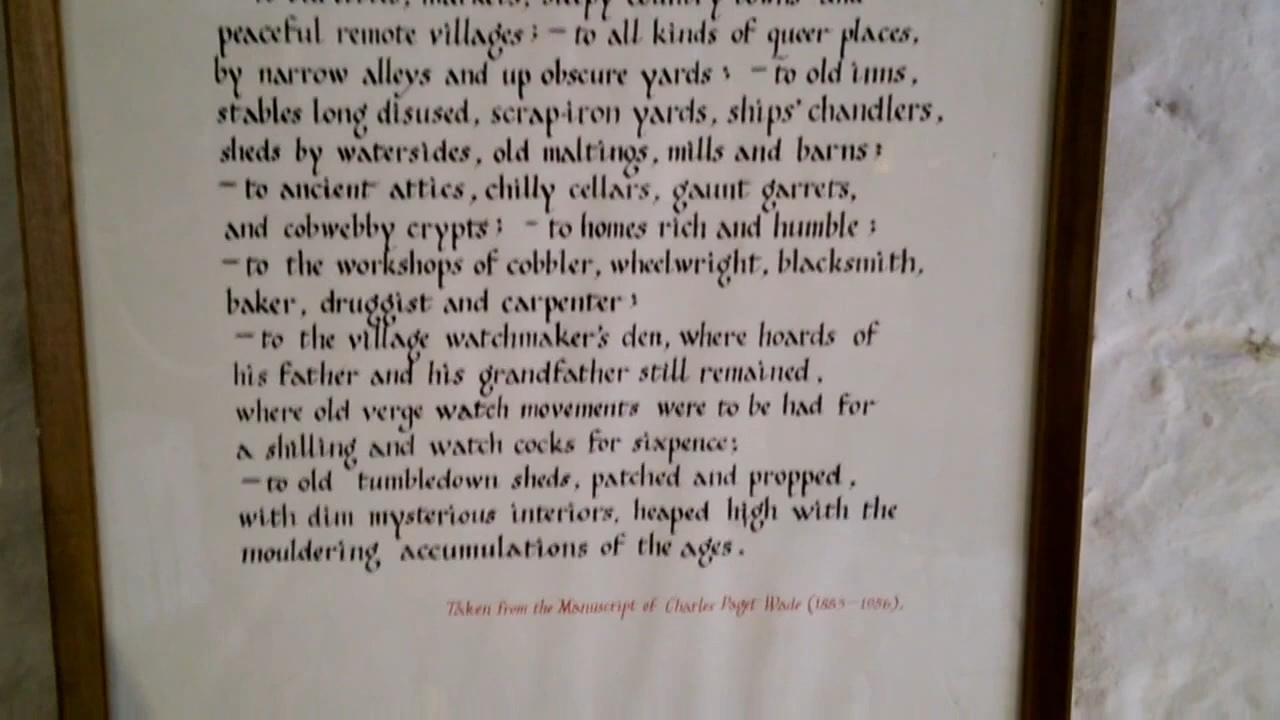 markets, sleepy country towns and
peaceful remote villages; – to all kinds of queer places,
by narrow alleys and up obscure yards; – to old inns,
stables long disused, scrap-iron yards, ships' chandlers,
sheds by watersides, old maltings, mills and barns;
– to ancient attics, chilly cellars, gaunt garrets,
and cobwebby crypts; – to homes rich and humble;
– to the workshops of cobbler, wheelwright, blacksmith,
baker, druggist and carpenter;
– to the village watchmaker's den, where hoards of
his father and his grandfather still remained,
where old verge watch movements were to be had for
a shilling and watch cocks for sixpence;
– to old tumbledown sheds, patched and propped,
with dim mysterious interiors, heaped high with the
mouldering accumulations of the ages.
Taken from the Manuscript of Charles Paget Wade (1883–1956).